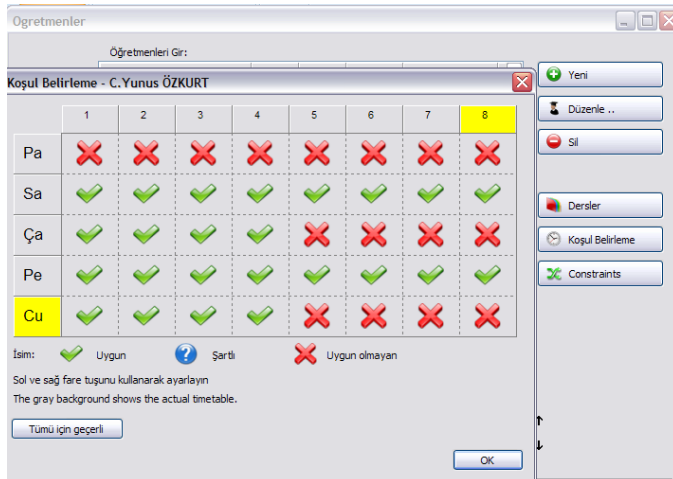 Ogretmenler
Öğretmenleri Gir:
Koşul Belirleme - C.Yunus ÖZKURT
1 2 3 4 5 6 7 8
Pa
Sa
Ça
Pe
Cu
İsim: Uygun Şartlı Uygun olmayan
Sol ve sağ fare tuşunu kullanarak ayarlayın
The gray background shows the actual timetable.
Tümü için geçerli
OK
Yeni
Düzenle ..
Sil
Dersler
Koşul Belirleme
Constraints